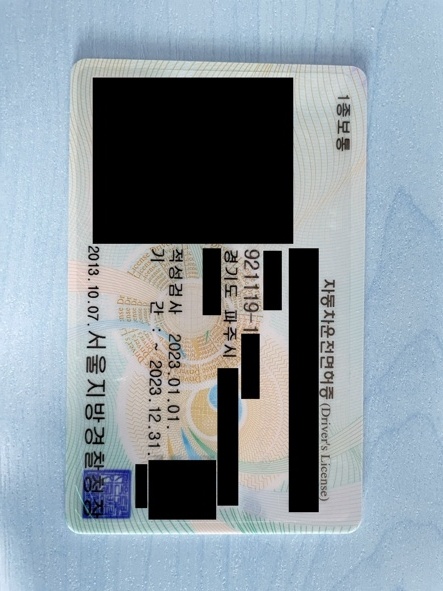 1종보통
자동차운전면허증 (Driver's License)
921119-1
경기도 파주시
적성검사 2023.01.01.
기 간 : ~ 2023.12.31.
2013.10.07. 서울지방경찰청장